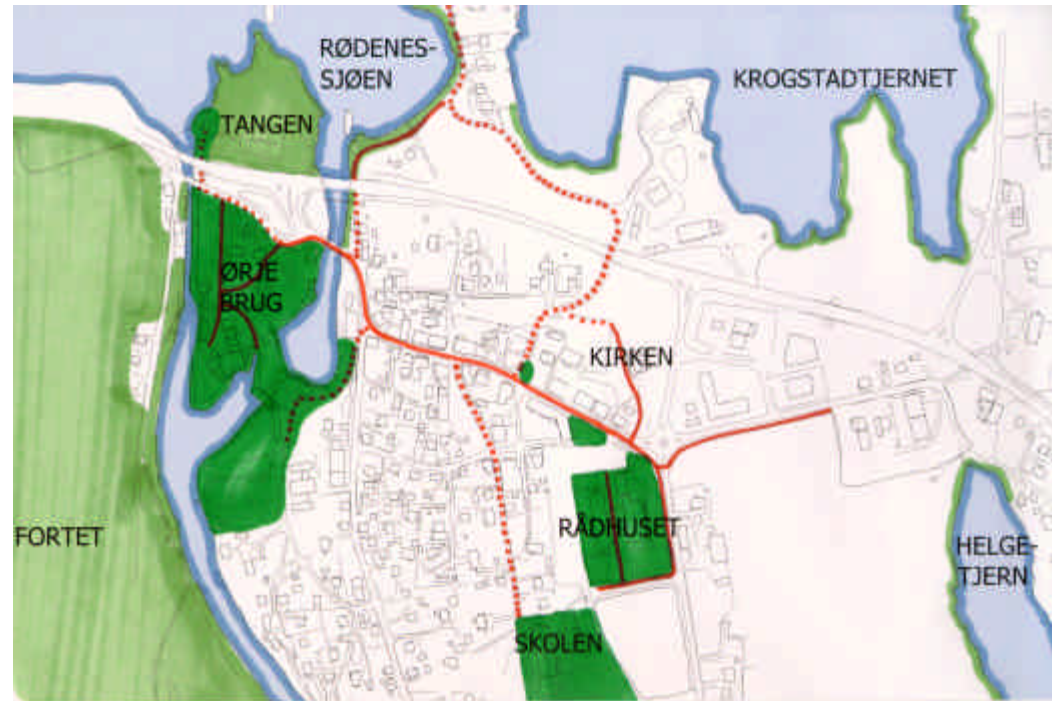 RØDENES-
SJØEN
KROGSTADTJERNET
TANGEN
ØRJE
BRUG
KIRKEN
FORTET
RÅDHUSET
HELGE-
TJERN
SKOLEN